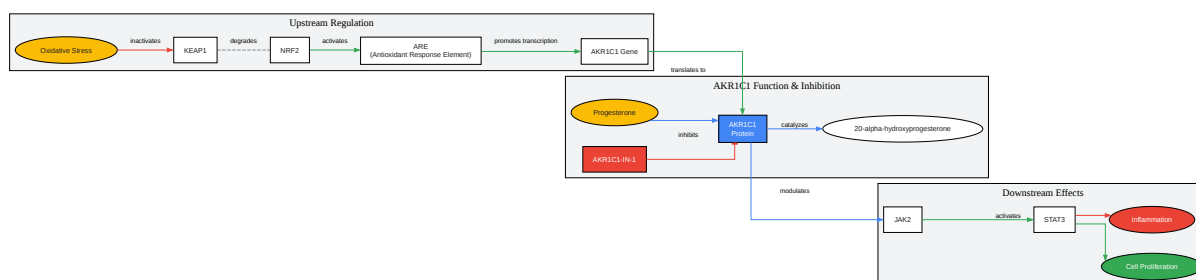 Upstream Regulation
Oxidative Stress
inactivates
KEAP1
degrades
NRF2
activates
ARE
(Antioxidant Response Element)
promotes transcription
AKR1C1 Gene
translates to
AKR1C1 Function & Inhibition
Progesterone
inhibits
AKR1C1-IN-1
AKR1C1
Protein
catalyzes
20-alpha-hydroxyprogesterone
modulates
Downstream Effects
JAK2
activates
STAT3
Inflammation
Cell Proliferation